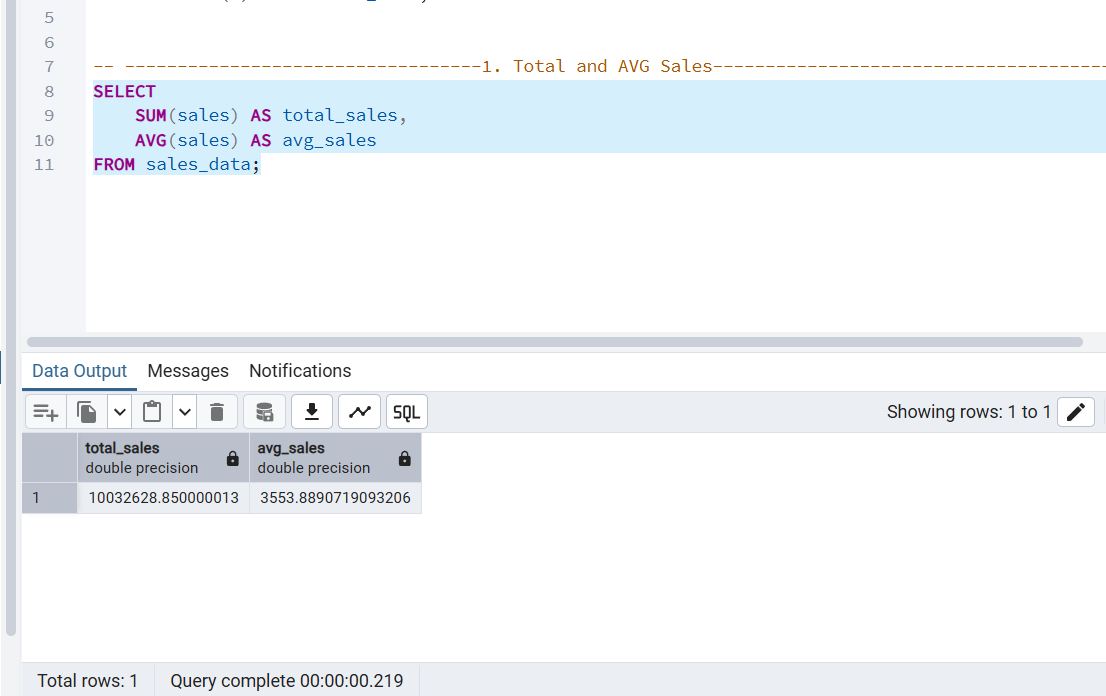 5
6
7 -- ----------------------------------1. Total and AVG Sales--------------------------------------
8 SELECT
9 SUM(sales) AS total_sales,
10 AVG(sales) AS avg_sales
11 FROM sales_data;
Data Output Messages Notifications
SQL Showing rows: 1 to 1
total_sales avg_sales
double precision double precision
1 10032628.850000013 3553.8890719093206
Total rows: 1 Query complete 00:00:00.219